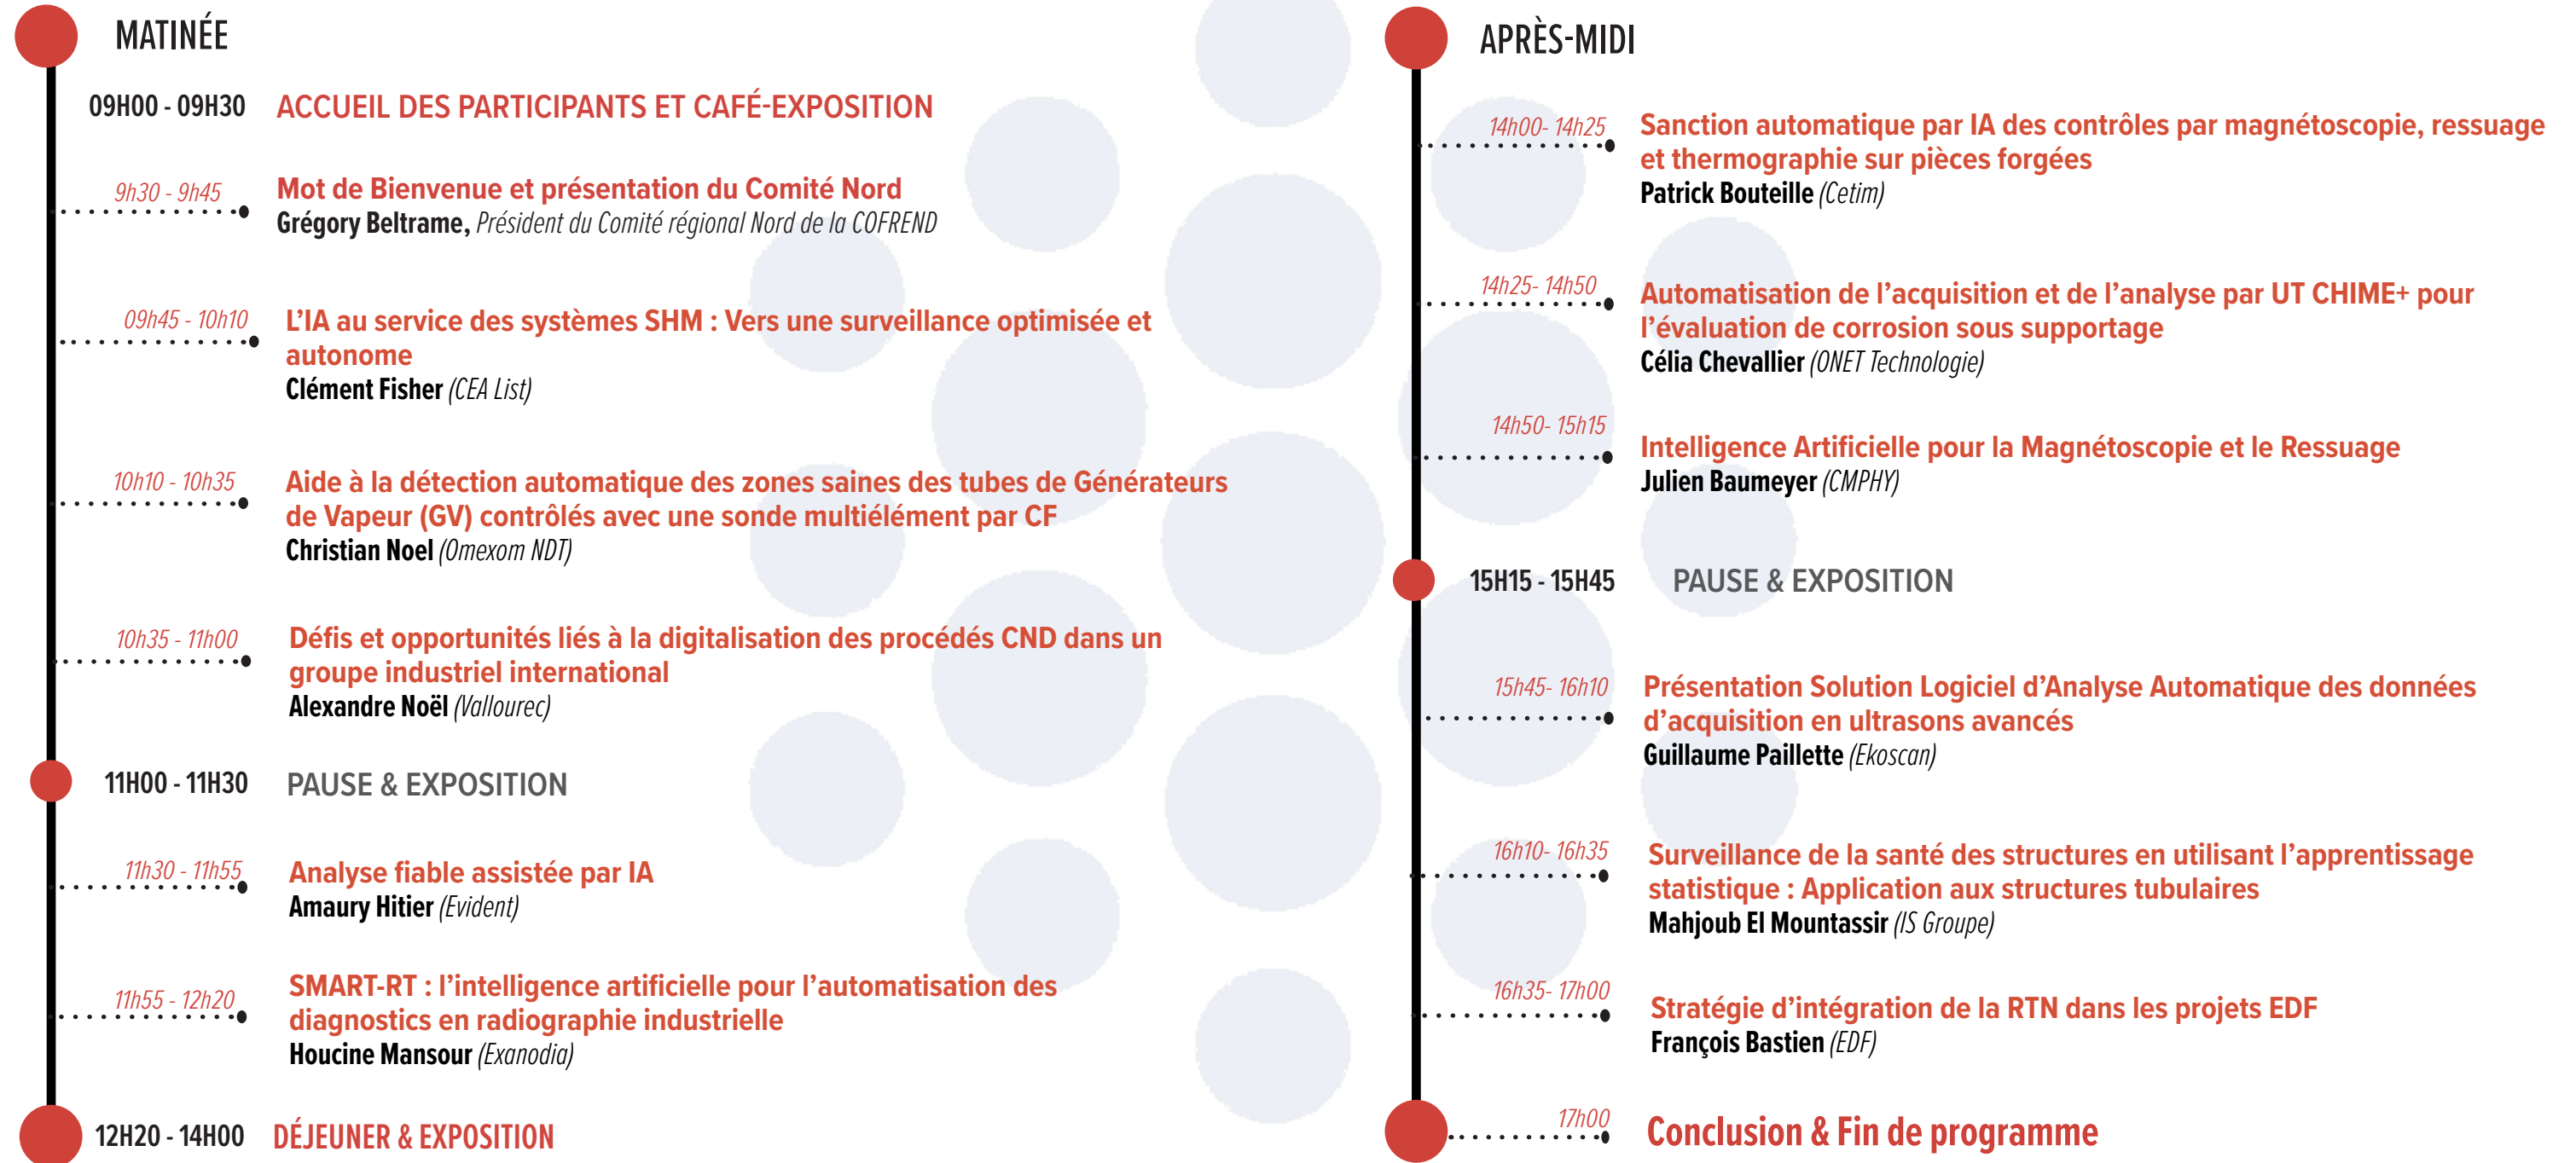 MATINÉE
09H00 - 09H30 ACCUEIL DES PARTICIPANTS ET CAFÉ-EXPOSITION
9h30 - 9h45 Mot de Bienvenue et présentation du Comité Nord
Grégory Beltrame, Président du Comité régional Nord de la COFREND
09h45 - 10h10 L’IA au service des systèmes SHM : Vers une surveillance optimisée et
autonome
Clément Fisher (CEA List)
10h10 - 10h35 Aide à la détection automatique des zones saines des tubes de Générateurs
de Vapeur (GV) contrôlés avec une sonde multiélément par CF
Christian Noel (Omexom NDT)
10h35 - 11h00 Défis et opportunités liés à la digitalisation des procédés CND dans un
groupe industriel international
Alexandre Noël (Vallourec)
11H00 - 11H30 PAUSE & EXPOSITION
11h30 - 11h55 Analyse fiable assistée par IA
Amaury Hitier (Evident)
11h55 - 12h20 SMART-RT : l’intelligence artificielle pour l’automatisation des
diagnostics en radiographie industrielle
Houcine Mansour (Exanodia)
12H20 - 14H00 DÉJEUNER & EXPOSITION
APRÈS-MIDI
14h00- 14h25 Sanction automatique par IA des contrôles par magnétoscopie, ressuage
et thermographie sur pièces forgées
Patrick Bouteille (Cetim)
14h25- 14h50 Automatisation de l’acquisition et de l’analyse par UT CHIME+ pour
l’évaluation de corrosion sous supportage
Célia Chevallier (ONET Technologie)
14h50- 15h15 Intelligence Artificielle pour la Magnétoscopie et le Ressuage
Julien Baumeyer (CMPHY)
15H15 - 15H45 PAUSE & EXPOSITION
15h45- 16h10 Présentation Solution Logiciel d’Analyse Automatique des données
d’acquisition en ultrasons avancés
Guillaume Paillette (Ekoscan)
16h10- 16h35 Surveillance de la santé des structures en utilisant l’apprentissage
statistique : Application aux structures tubulaires
Mahjoub El Mountassir (IS Groupe)
16h35- 17h00 Stratégie d’intégration de la RTN dans les projets EDF
François Bastien (EDF)
17h00 Conclusion & Fin de programme